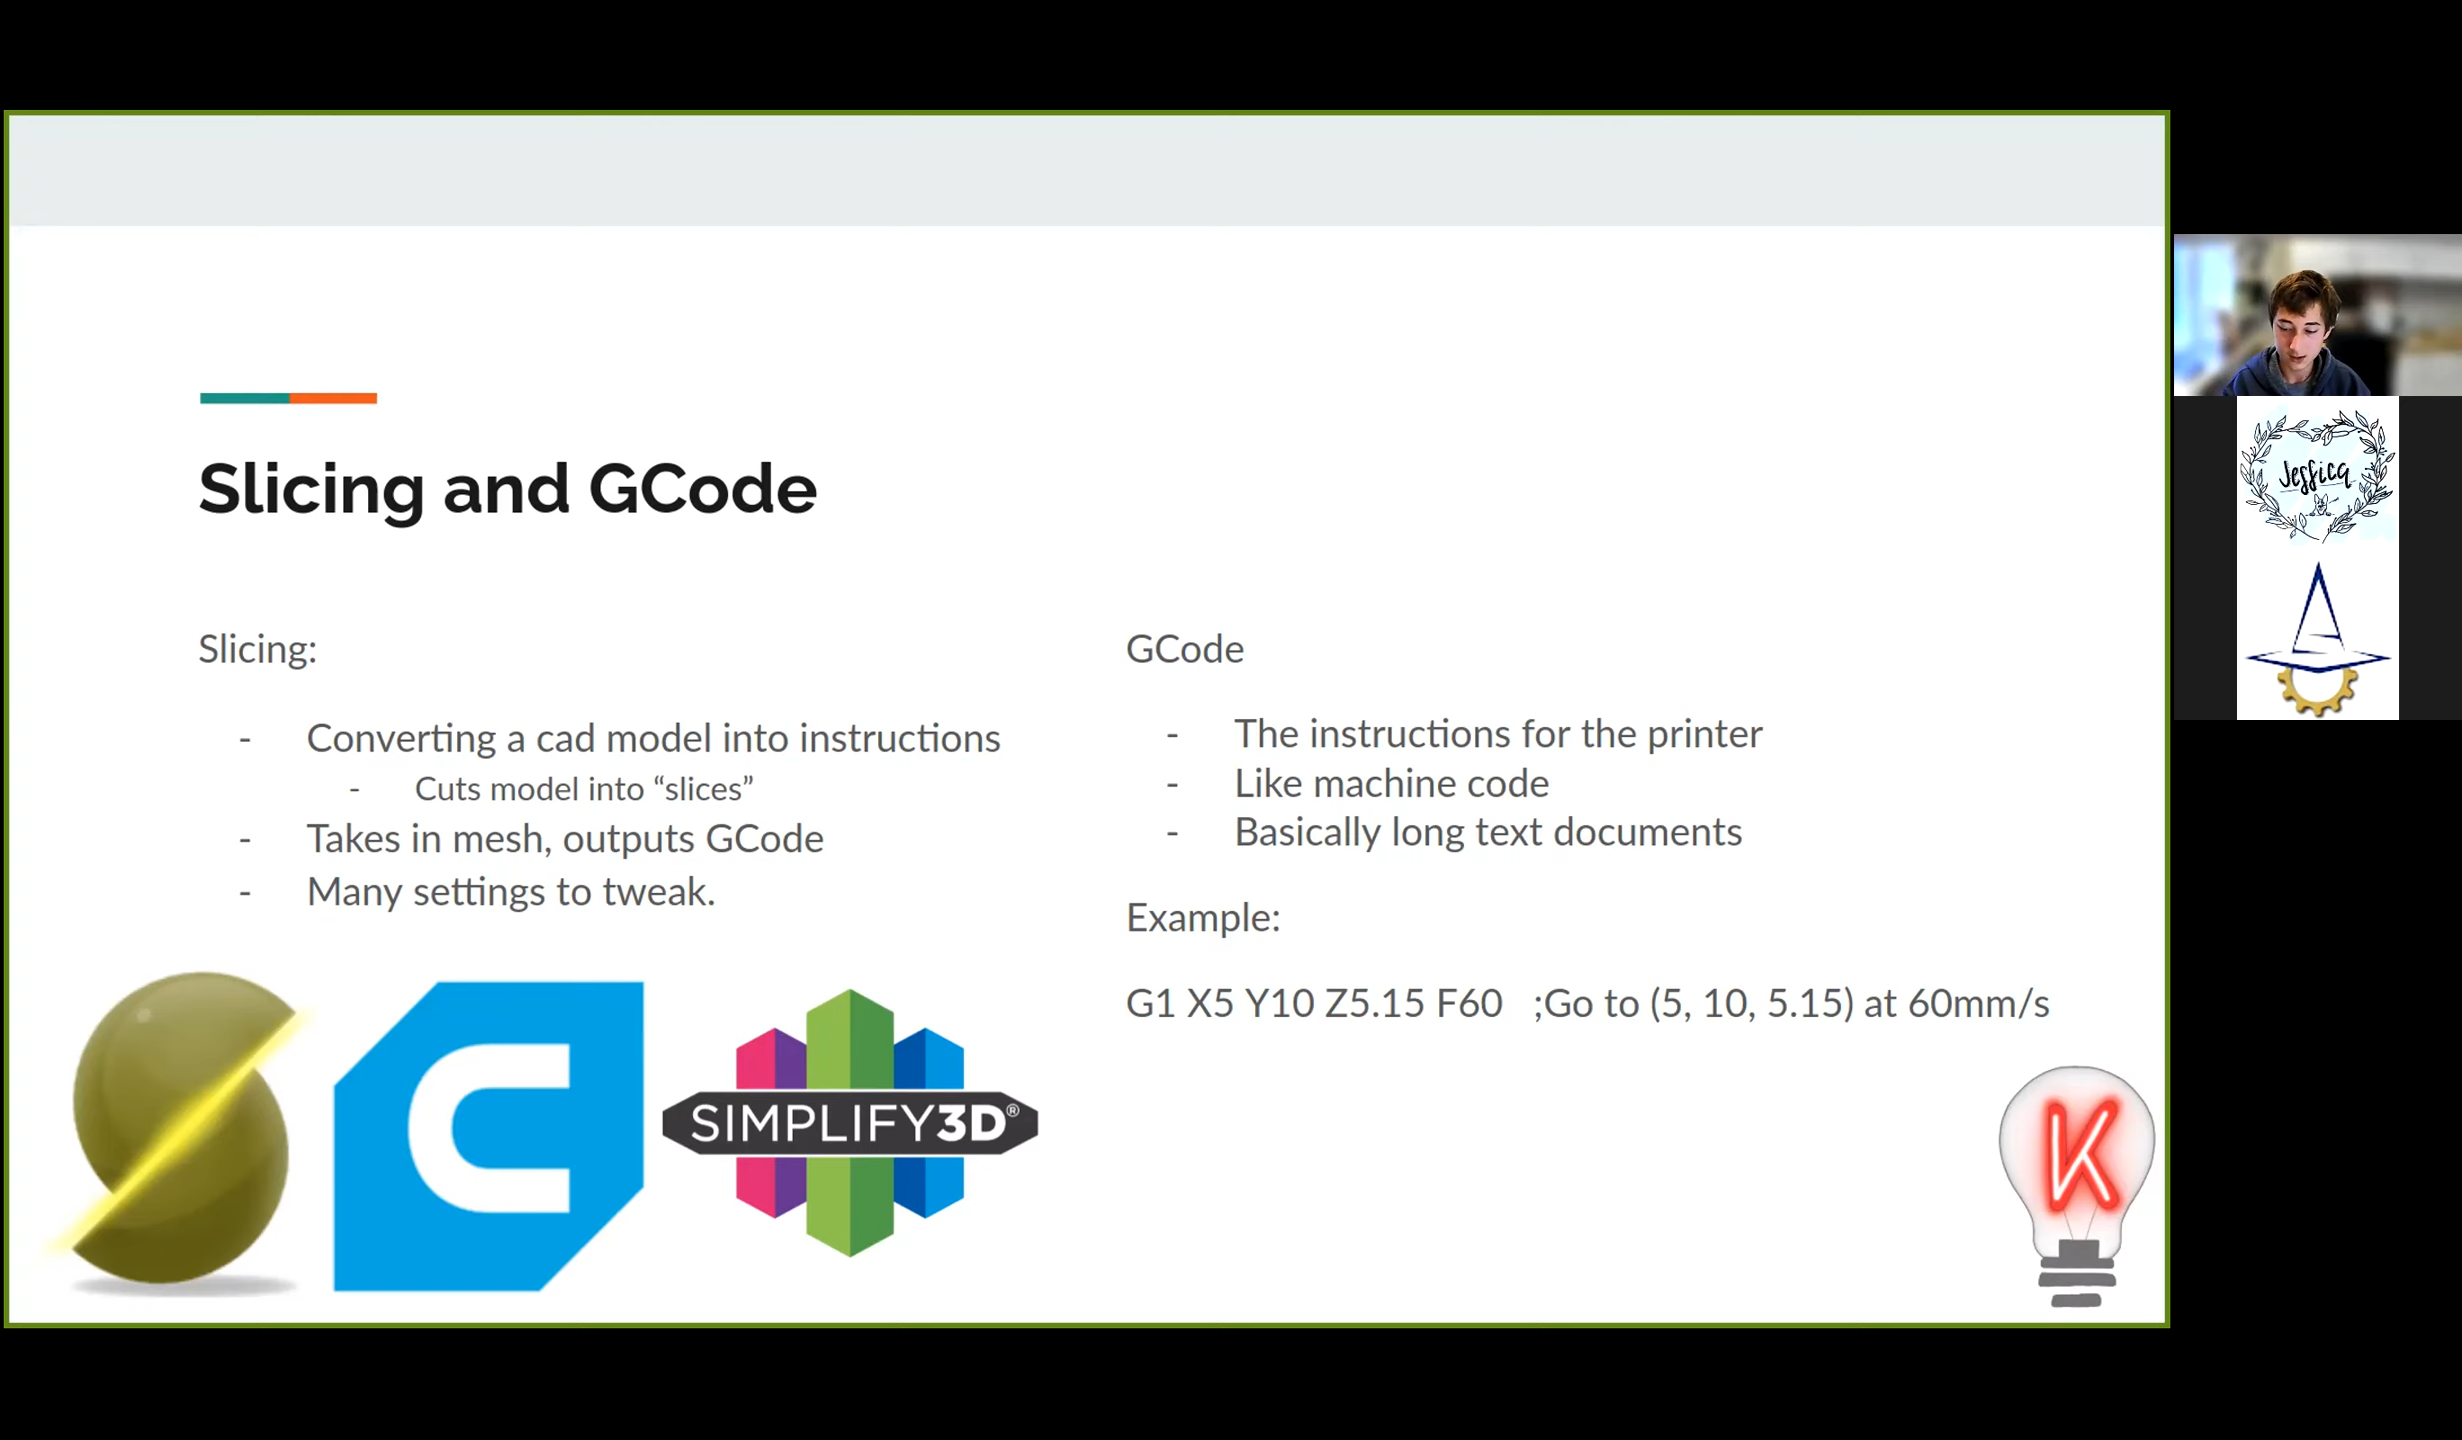 Slicing and GCode
Slicing:
- Converting a cad model into instructions
- Cuts model into “slices”
- Takes in mesh, outputs GCode
- Many settings to tweak.
GCode
- The instructions for the printer
- Like machine code
- Basically long text documents
Example:
G1 X5 Y10 Z5.15 F60 ;Go to (5, 10, 5.15) at 60mm/s
SIMPLIFY3D®
K
Jessica